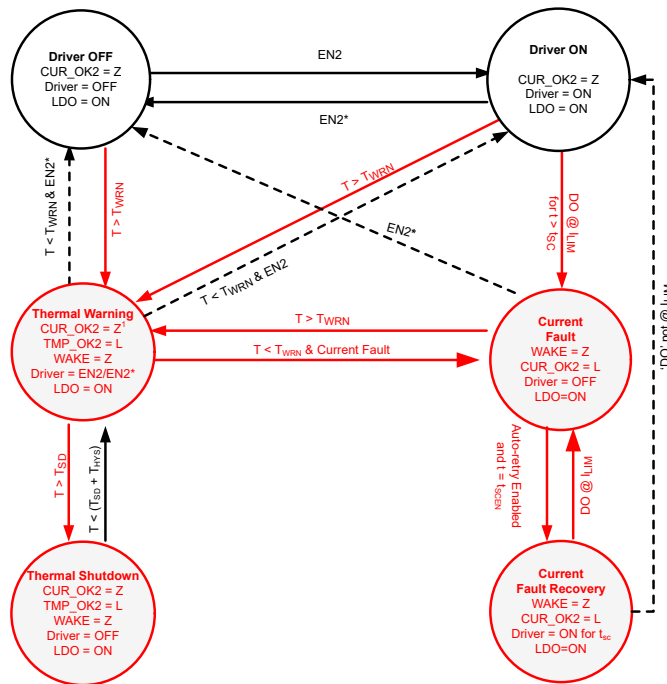 Driver OFF
CUR_OK2 = Z
Driver = OFF
LDO = ON
EN2
EN2*
Driver ON
CUR_OK2 = Z
Driver = ON
LDO = ON
T < TWRN & EN2*
T > TWRN
T > TWRN
T < TWRN & EN2
EN2*
DO @ ILIM
for t > tSC
'DO' not @ ILIM
Thermal Warning
CUR_OK2 = Z¹
TMP_OK2 = L
WAKE = Z
Driver = EN2/EN2*
LDO = ON
T > TWRN
T < TWRN & Current Fault
Current
Fault
WAKE = Z
CUR_OK2 = L
Driver = OFF
LDO=ON
T > TSD
T < (TSD + THYS)
Auto-retry Enabled
and t = tSCEN
DO @ ILIM
Thermal Shutdown
CUR_OK2 = Z
TMP_OK2 = L
WAKE = Z
Driver = OFF
LDO = ON
Current
Fault Recovery
WAKE = Z
CUR_OK2 = L
Driver = ON for tsc
LDO=ON